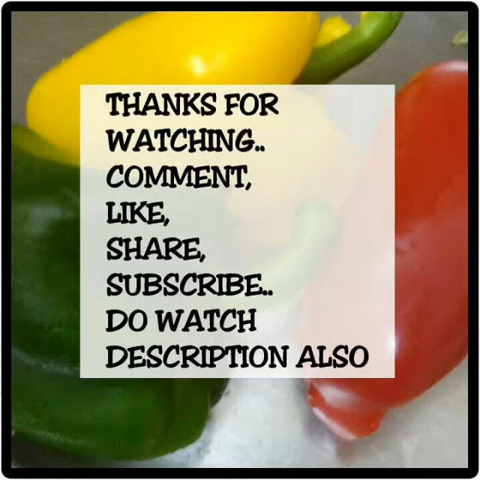 THANKS FOR
WATCHING..
COMMENT,
LIKE,
SHARE,
SUBSCRIBE..
DO WATCH
DESCRIPTION ALSO